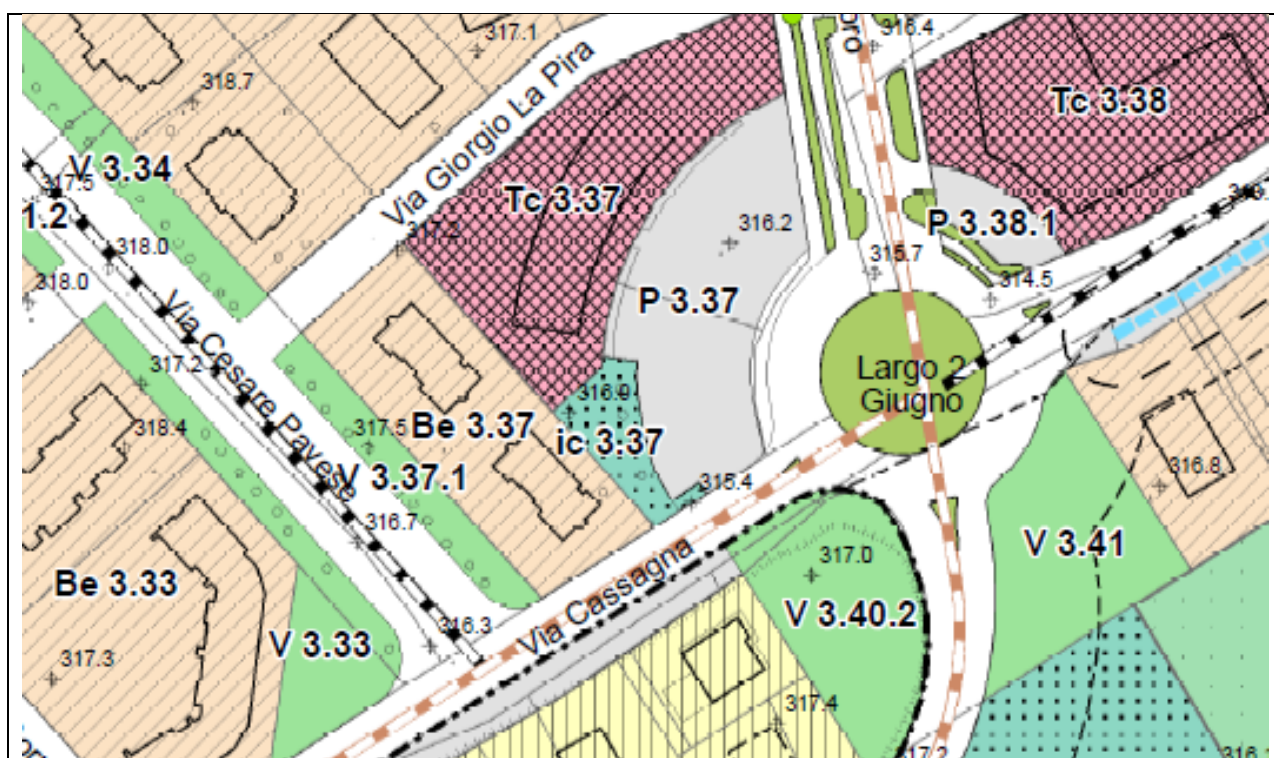 316.4
317.1
318.7
Via Giorgio La Pira
Tc 3.38
V 3.34
317.5
Tc 3.37
1.2
317.2
316.2
P 3.38.1
318.0
315.7
318.0
P 3.37
314.5
Via Cesare Pavese
317.2
Largo 2
Giugno
316.9
318.4
317.5
Be 3.37
ic 3.37
316.8
V 3.37.1
315.4
316.7
V 3.41
Via Cassagna
317.0
Be 3.33
V 3.40.2
316.3
V 3.33
317.3
317.4
317.2